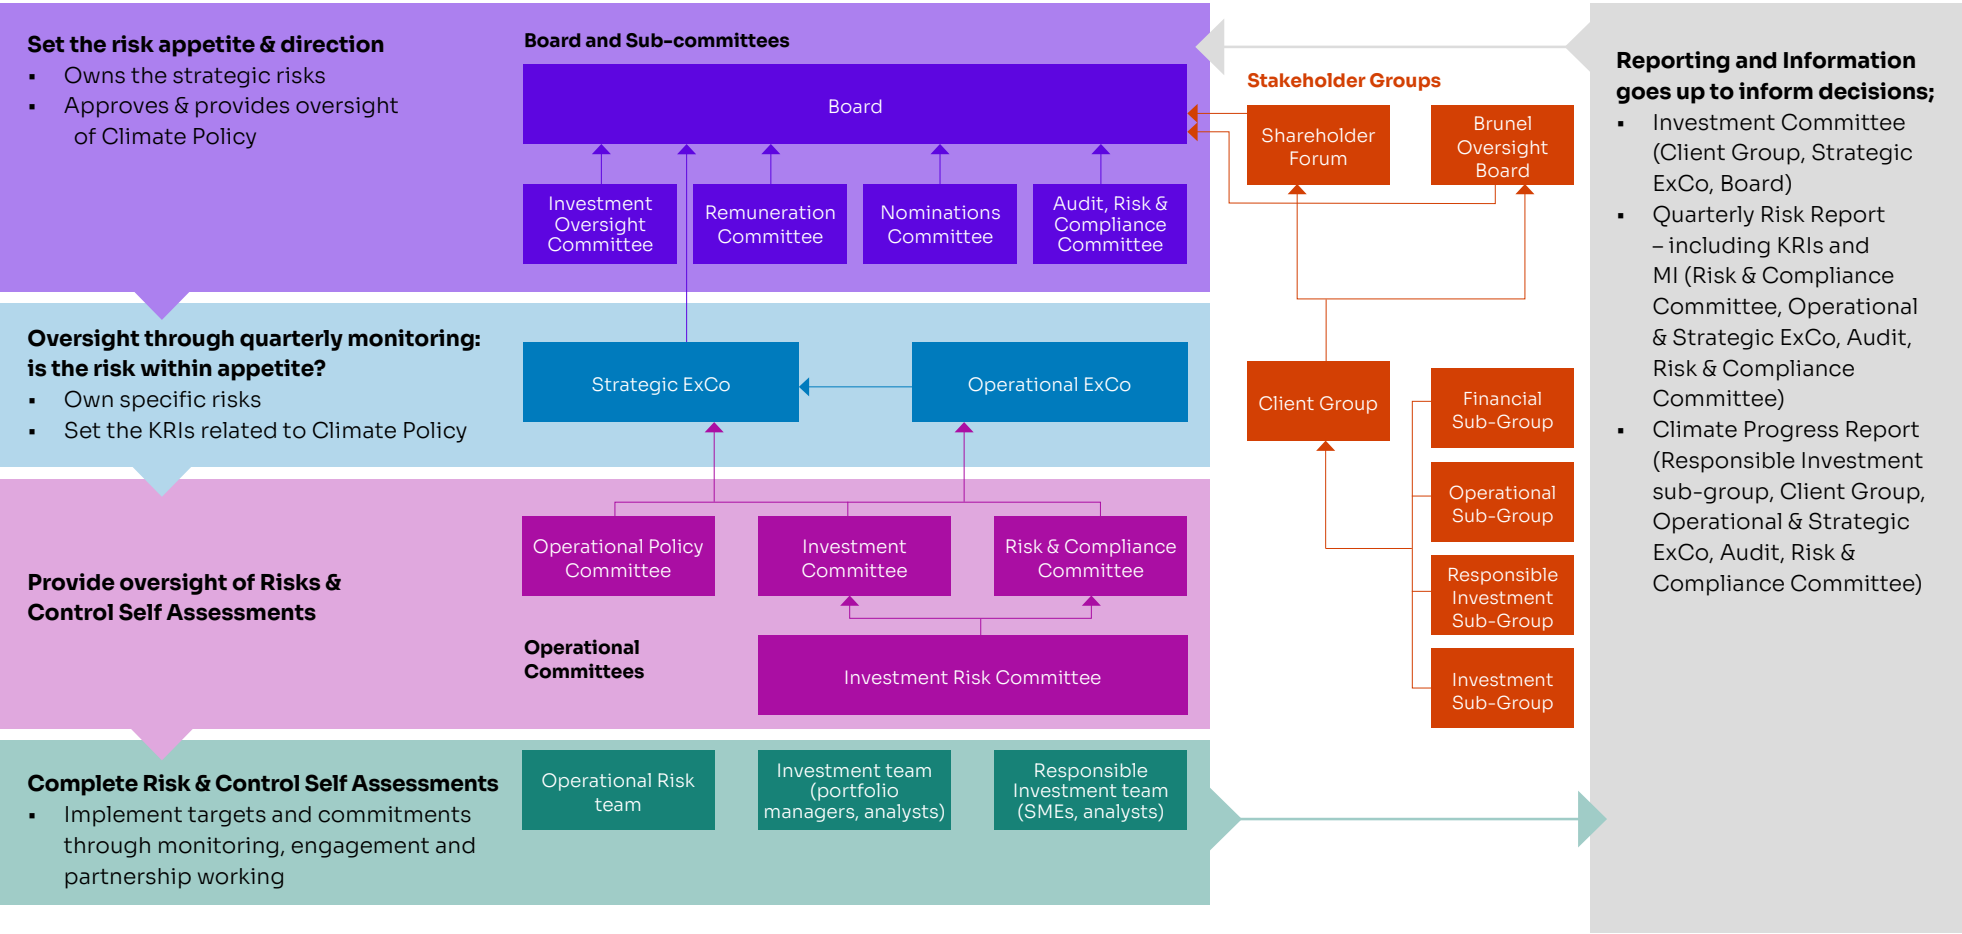 Set the risk appetite & direction
▪ Owns the strategic risks
▪ Approves & provides oversight
of Climate Policy
Board and Sub-committees
Board
Investment
Oversight
Committee
Remuneration
Committee
Nominations
Committee
Audit, Risk &
Compliance
Committee
Oversight through quarterly monitoring:
is the risk within appetite?
▪ Own specific risks
▪ Set the KRIs related to Climate Policy
Strategic ExCo
Operational ExCo
Provide oversight of Risks &
Control Self Assessments
Operational Policy
Committee
Investment
Committee
Risk & Compliance
Committee
Operational
Committees
Investment Risk Committee
Complete Risk & Control Self Assessments
▪ Implement targets and commitments
through monitoring, engagement and
partnership working
Operational Risk
team
Investment team
(portfolio
managers, analysts)
Responsible
Investment team
(SMEs, analysts)
Stakeholder Groups
Shareholder
Forum
Brunel
Oversight
Board
Client Group
Financial
Sub-Group
Operational
Sub-Group
Responsible
Investment
Sub-Group
Investment
Sub-Group
Reporting and Information
goes up to inform decisions;
▪ Investment Committee
(Client Group, Strategic
ExCo, Board)
▪ Quarterly Risk Report
– including KRIs and
MI (Risk & Compliance
Committee, Operational
& Strategic ExCo, Audit,
Risk & Compliance
Committee)
▪ Climate Progress Report
(Responsible Investment
sub-group, Client Group,
Operational & Strategic
ExCo, Audit, Risk &
Compliance Committee)